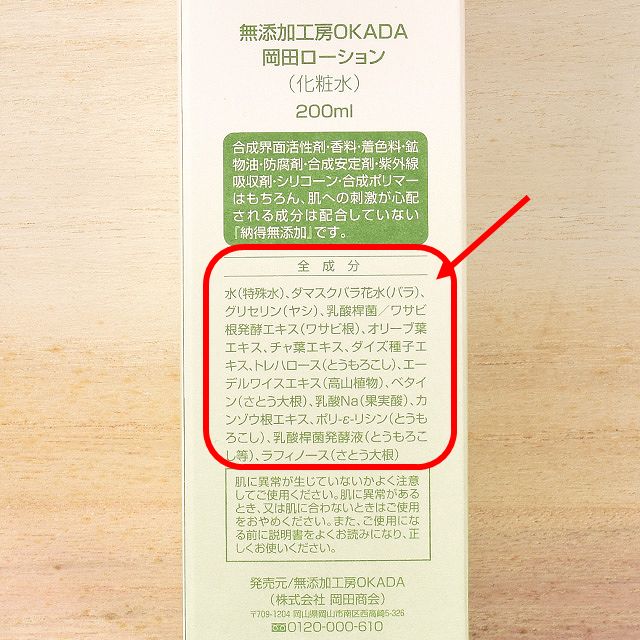 無添加工房OKADA
岡田ローション
（化粧水）
200ml
合成界面活性剤・香料・着色料・鉱
物油・防腐剤・合成安定剤・紫外線
吸収剤・シリコーン・合成ポリマー
はもちろん、肌への刺激が心配
される成分は配合していない
『納得無添加』です。
全成分
水（特殊水）、ダマスクバラ花水（バラ）、
グリセリン（ヤシ）、乳酸桿菌／ワサビ
根発酵エキス（ワサビ根）、オリーブ葉
エキス、チャ葉エキス、ダイズ種子エ
キス、トレハロース（とうもろこし）、エー
デルワイスエキス（高山植物）、ベタイ
ン（さとう大根）、乳酸Na（果実酸）、カ
ンゾウ根エキス、ポリ-ε-リシン（とうも
ろこし）、乳酸桿菌発酵液（とうもろこ
し等）、ラフィノース（さとう大根）
肌に異常が生じていないかよく注意
してご使用ください。肌に異常がある
とき、又は肌に合わないときはご使用
をおやめください。また、ご使用にな
る前に説明書をよくお読みになり、正
しくお使いください。
発売元/無添加工房OKADA
（株式会社 岡田商会）
〒709-1204 岡山県岡山市南区西高崎5-326
0120-000-610